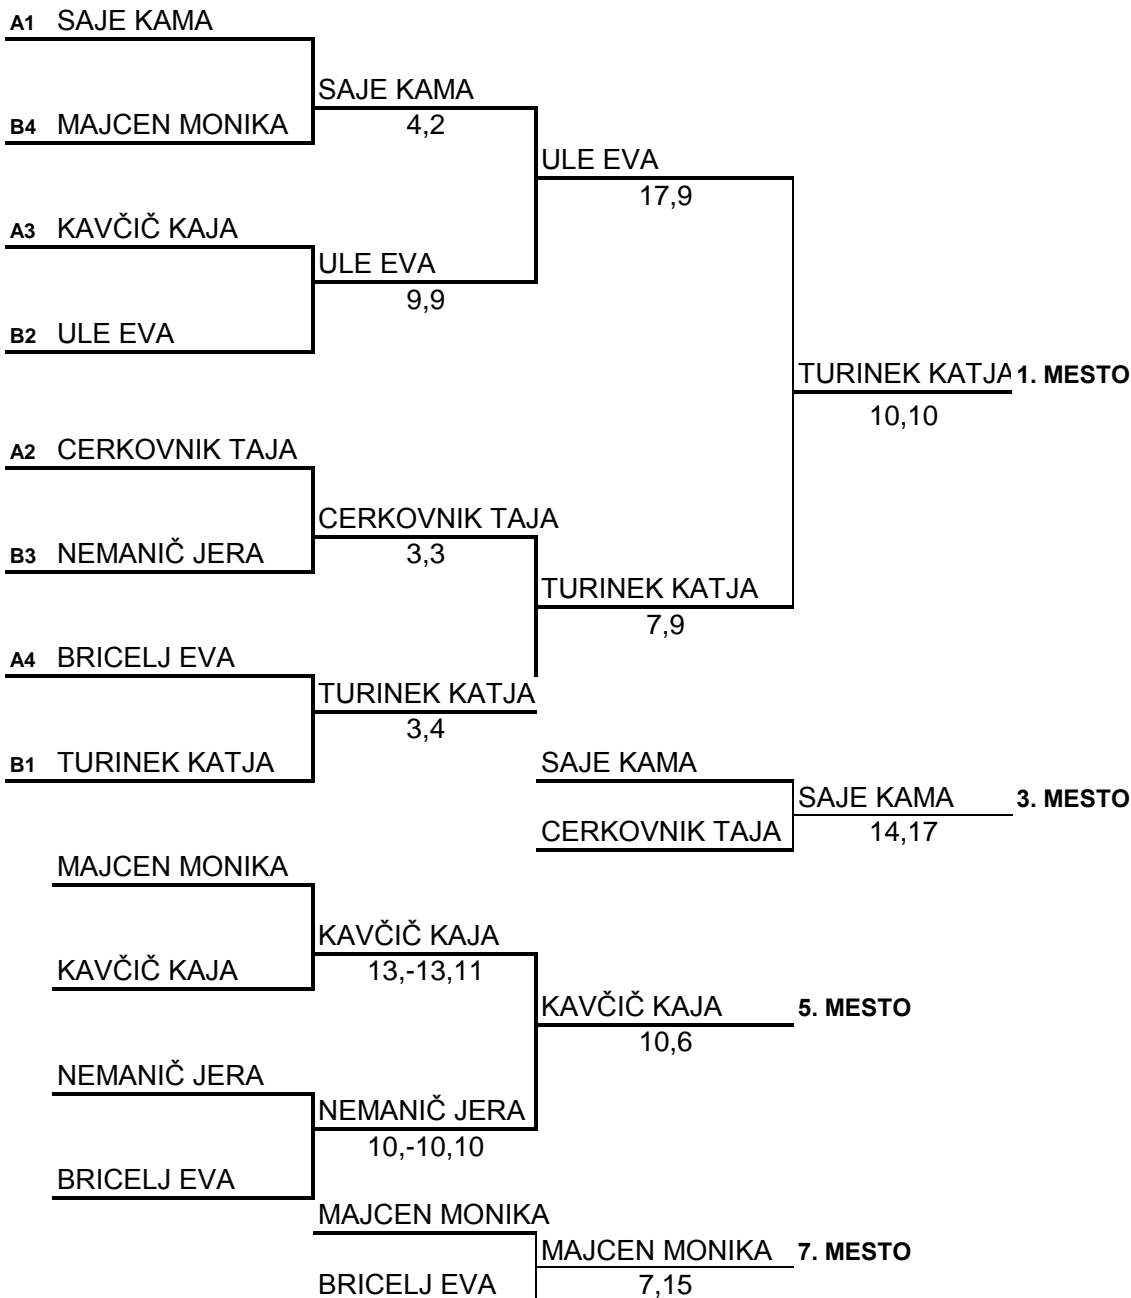 A1 SAJE KAMA
SAJE KAMA
B4 MAJCEN MONIKA
4,2
ULE EVA
17,9
A3 KAVČIČ KAJA
ULE EVA
9,9
B2 ULE EVA
TURINEK KATJA 1. MESTO
10,10
A2 CERKOVNIK TAJA
CERKOVNIK TAJA
B3 NEMANIČ JERA
3,3
TURINEK KATJA
7,9
A4 BRICELJ EVA
TURINEK KATJA
3,4
B1 TURINEK KATJA
SAJE KAMA
SAJE KAMA 3. MESTO
CERKOVNIK TAJA
14,17
MAJCEN MONIKA
KAVČIČ KAJA
KAVČIČ KAJA
13,-13,11
KAVČIČ KAJA 5. MESTO
10,6
NEMANIČ JERA
NEMANIČ JERA
10,-10,10
BRICELJ EVA
MAJCEN MONIKA
MAJCEN MONIKA 7. MESTO
BRICELJ EVA
7,15